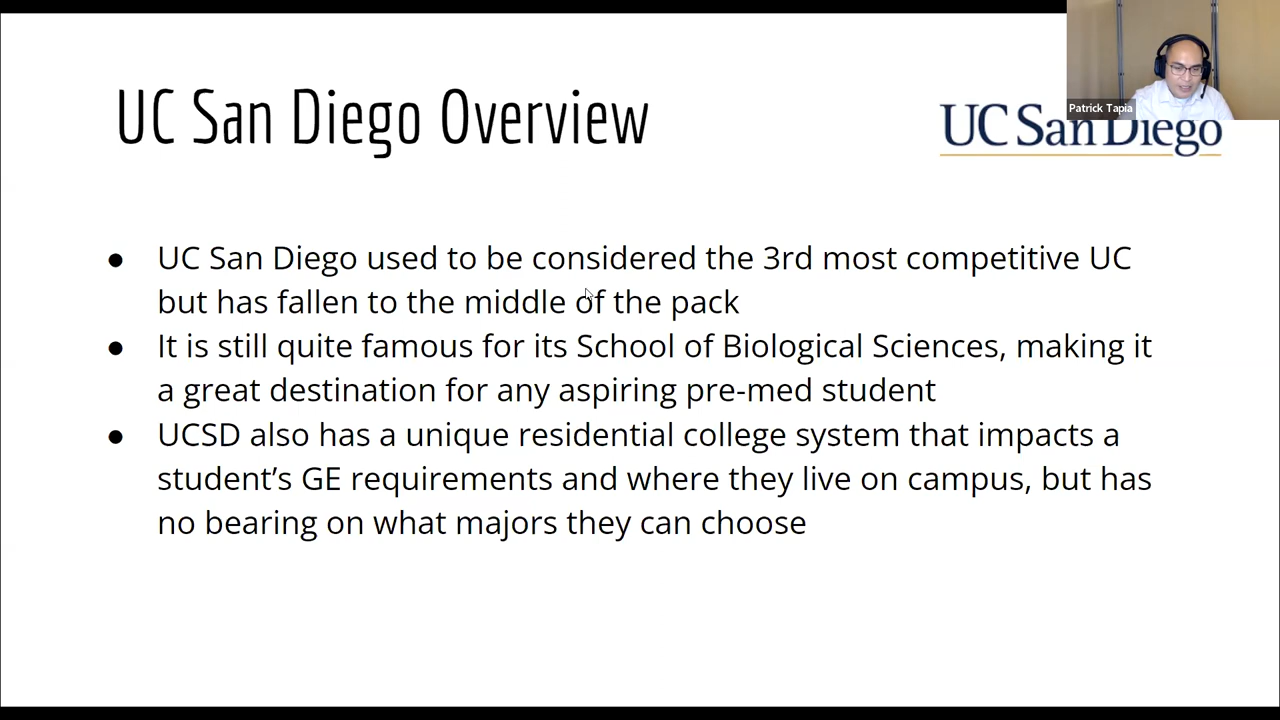 UC San Diego Overview
Patrick Tapia
UC San Diego
● UC San Diego used to be considered the 3rd most competitive UC
but has fallen to the middle of the pack
● It is still quite famous for its School of Biological Sciences, making it
a great destination for any aspiring pre-med student
● UCSD also has a unique residential college system that impacts a
student’s GE requirements and where they live on campus, but has
no bearing on what majors they can choose